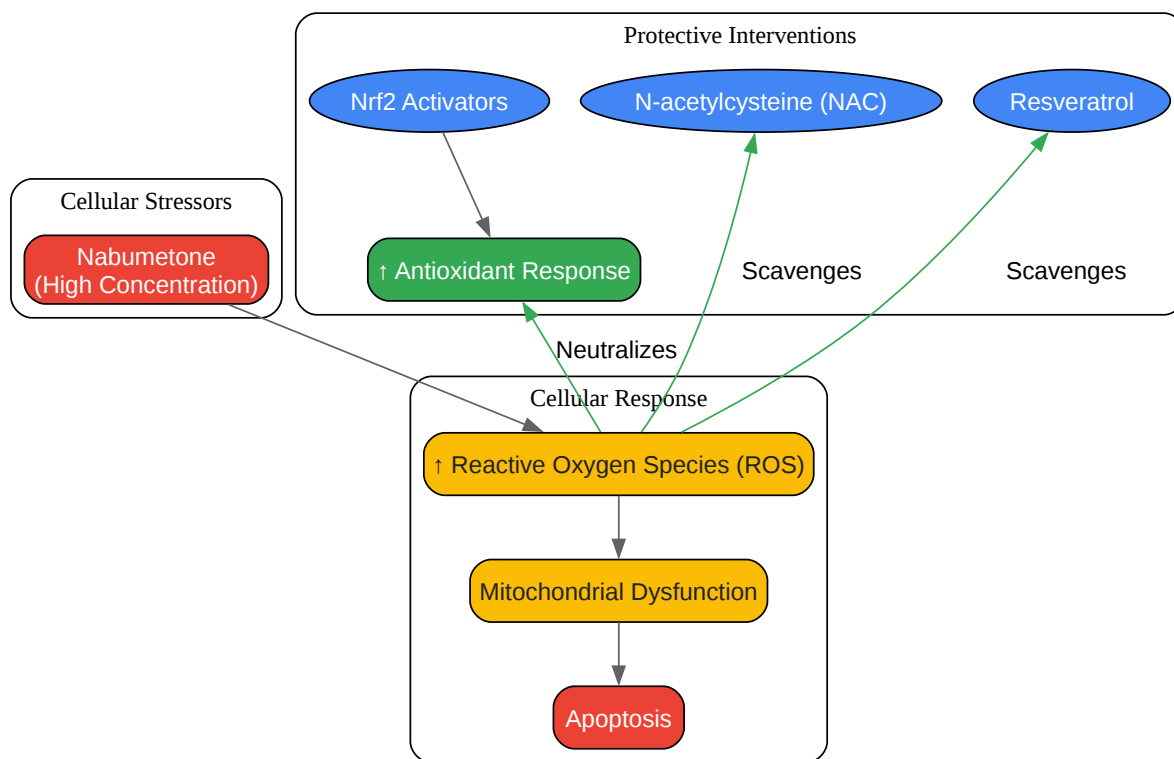 Protective Interventions
Nrf2 Activators
N-acetylcysteine (NAC)
Resveratrol
Cellular Stressors
Nabumetone
(High Concentration)
↑ Antioxidant Response
Scavenges
Scavenges
Neutralizes
Cellular Response
↑ Reactive Oxygen Species (ROS)
Mitochondrial Dysfunction
Apoptosis